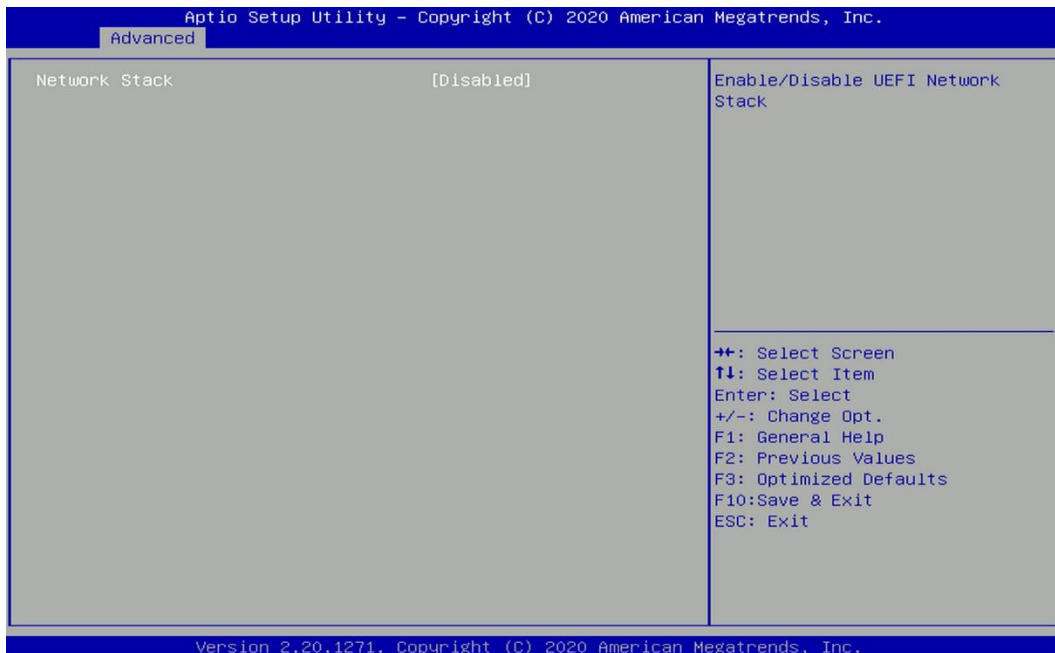 Aptio Setup Utility – Copyright (C) 2020 American Megatrends, Inc.
Advanced
Network Stack [Disabled]
Enable/Disable UEFI Network
Stack
→←: Select Screen
↑↓: Select Item
Enter: Select
+/-: Change Opt.
F1: General Help
F2: Previous Values
F3: Optimized Defaults
F10:Save & Exit
ESC: Exit
Version 2.20.1271. Copyright (C) 2020 American Megatrends, Inc.